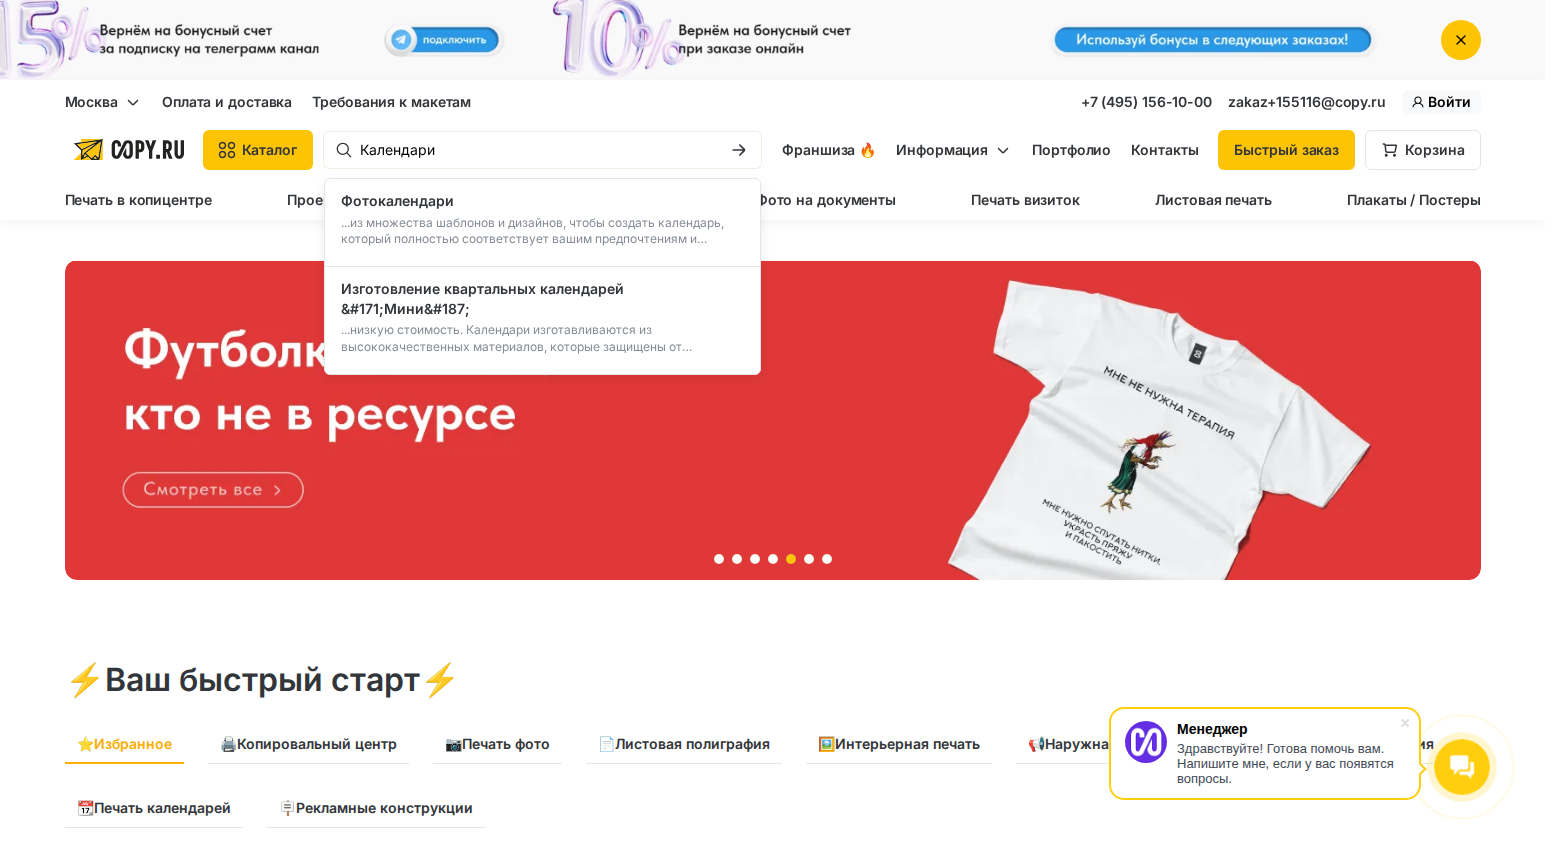 15%
Вернём на бонусный счет
за подписку на телеграмм канал
подключить
10%
Вернём на бонусный счет
при заказе онлайн
Используй бонусы в следующих заказах!
Москва
Оплата и доставка
Требования к макетам
+7 (495) 156-10-00
zakaz+155116@copy.ru
Войти
COPY.RU
Каталог
Календари
Франшиза 🔥
Информация
Портфолио
Контакты
Быстрый заказ
Корзина
Печать в копицентре
Прое
Фото на документы
Печать визиток
Листовая печать
Плакаты / Постеры
Фотокалендари
...из множества шаблонов и дизайнов, чтобы создать календарь,
который полностью соответствует вашим предпочтениям и...
Изготовление квартальных календарей
&#171;Мини&#187;
...низкую стоимость. Календари изготавливаются из
высококачественных материалов, которые защищены от...
Футболк
кто не в ресурсе
Смотреть все
МНЕ НЕ НУЖНА ТЕРАПИЯ
МНЕ НУЖНО СПУТАТЬ НИТКИ,
УКРАСТЬ ПРЯЖУ
И ПАКОСТИТЬ
⚡Ваш быстрый старт⚡
⭐Избранное
🖨️Копировальный центр
📷Печать фото
📄Листовая полиграфия
🖼️Интерьерная печать
📢Наружна
ия
📆Печать календарей
🪧Рекламные конструкции
Менеджер
Здравствуйте! Готова помочь вам.
Напишите мне, если у вас появятся
вопросы.